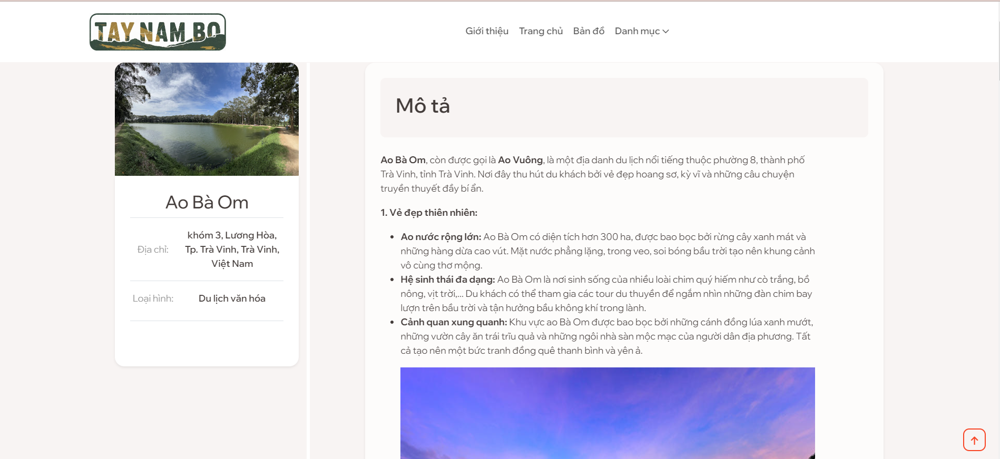 TAY NAM BO
Giới thiệu Trang chủ Bản đồ Danh mục
Ao Bà Om
Địa chỉ:
khóm 3, Lương Hòa,
Tp. Trà Vinh, Trà Vinh,
Việt Nam
Loại hình: Du lịch văn hóa
Mô tả
Ao Bà Om, còn được gọi là Ao Vuông, là một địa danh du lịch nổi tiếng thuộc phường 8, thành phố
Trà Vinh, tỉnh Trà Vinh. Nơi đây thu hút du khách bởi vẻ đẹp hoang sơ, kỳ vĩ và những câu chuyện
truyền thuyết đầy bí ẩn.
1. Vẻ đẹp thiên nhiên:
• Ao nước rộng lớn: Ao Bà Om có diện tích hơn 300 ha, được bao bọc bởi rừng cây xanh mát và
những hàng dừa cao vút. Mặt nước phẳng lặng, trong veo, soi bóng bầu trời tạo nên khung cảnh
vô cùng thơ mộng.
• Hệ sinh thái đa dạng: Ao Bà Om là nơi sinh sống của nhiều loài chim quý hiếm như cò trắng, bồ
nông, vịt trời,... Du khách có thể tham gia các tour du thuyền để ngắm nhìn những đàn chim bay
lượn trên bầu trời và tận hưởng bầu không khí trong lành.
• Cảnh quan xung quanh: Khu vực ao Bà Om được bao bọc bởi những cánh đồng lúa xanh mướt,
những vườn cây ăn trái trĩu quả và những ngôi nhà sàn mộc mạc của người dân địa phương. Tất
cả tạo nên một bức tranh đồng quê thanh bình và yên ả.